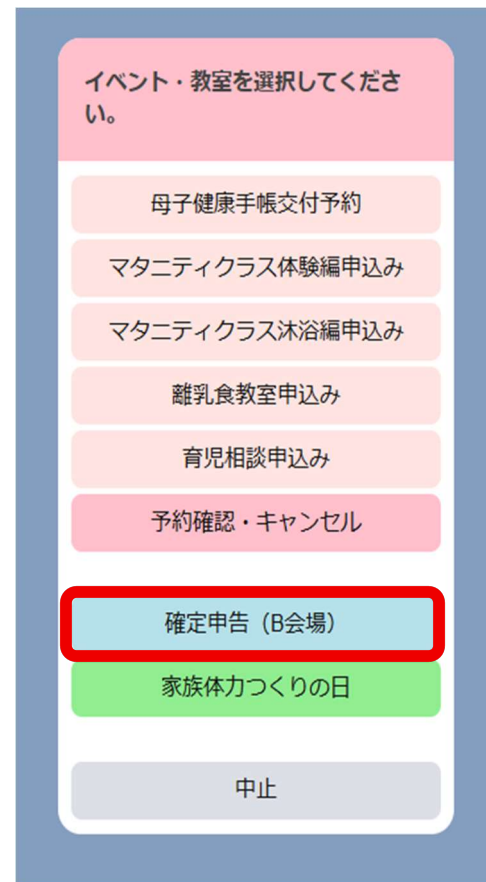 イベント・教室を選択してくださ
い。
母子健康手帳交付予約
マタニティクラス体験編申込み
マタニティクラス沐浴編申込み
離乳食教室申込み
育児相談申込み
予約確認・キャンセル
確定申告（B会場）
家族体力つくりの日
中止